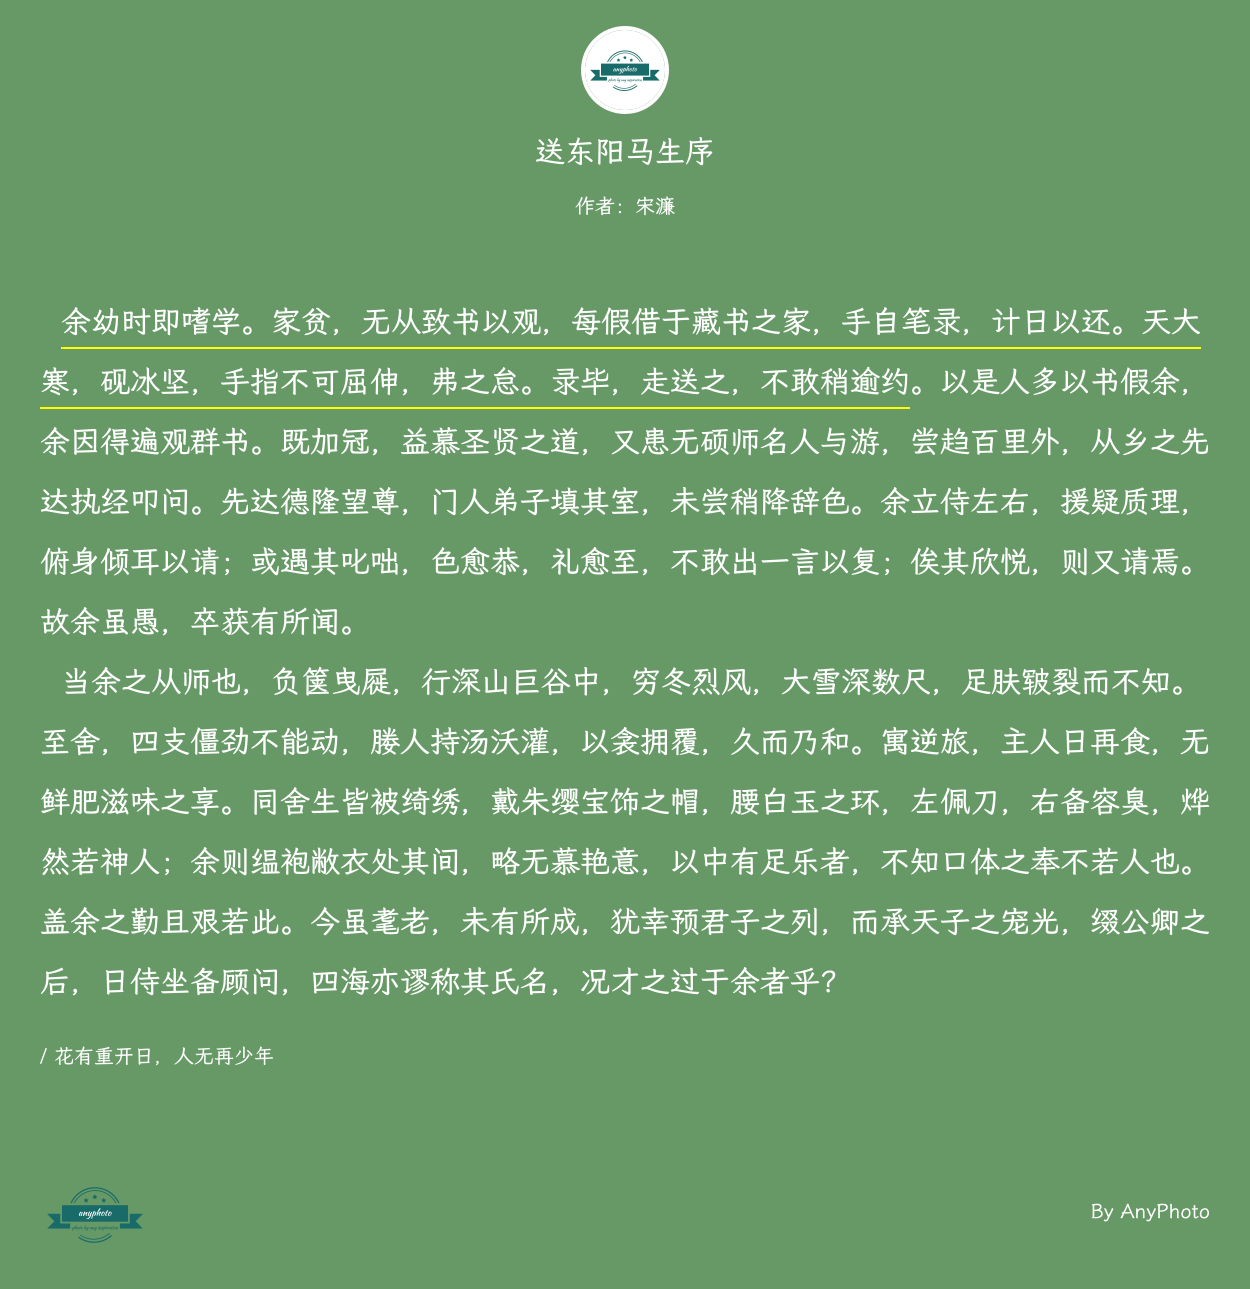 anyphoto
送东阳马生序
作者：宋濂
余幼时即嗜学。家贫，无从致书以观，每假借于藏书之家，手自笔录，计日以还。天大
寒，砚冰坚，手指不可屈伸，弗之怠。录毕，走送之，不敢稍逾约。以是人多以书假余，
余因得遍观群书。既加冠，益慕圣贤之道，又患无硕师名人与游，尝趋百里外，从乡之先
达执经叩问。先达德隆望尊，门人弟子填其室，未尝稍降辞色。余立侍左右，援疑质理，
俯身倾耳以请；或遇其叱咄，色愈恭，礼愈至，不敢出一言以复；俟其欣悦，则又请焉。
故余虽愚，卒获有所闻。
当余之从师也，负箧曳屣，行深山巨谷中，穷冬烈风，大雪深数尺，足肤皲裂而不知。
至舍，四支僵劲不能动，媵人持汤沃灌，以衾拥覆，久而乃和。寓逆旅，主人日再食，无
鲜肥滋味之享。同舍生皆被绮绣，戴朱缨宝饰之帽，腰白玉之环，左佩刀，右备容臭，烨
然若神人；余则缊袍敝衣处其间，略无慕艳意，以中有足乐者，不知口体之奉不若人也。
盖余之勤且艰若此。今虽耄老，未有所成，犹幸预君子之列，而承天子之宠光，缀公卿之
后，日侍坐备顾问，四海亦谬称其氏名，况才之过于余者乎？
/ 花有重开日，人无再少年
anyphoto
By AnyPhoto